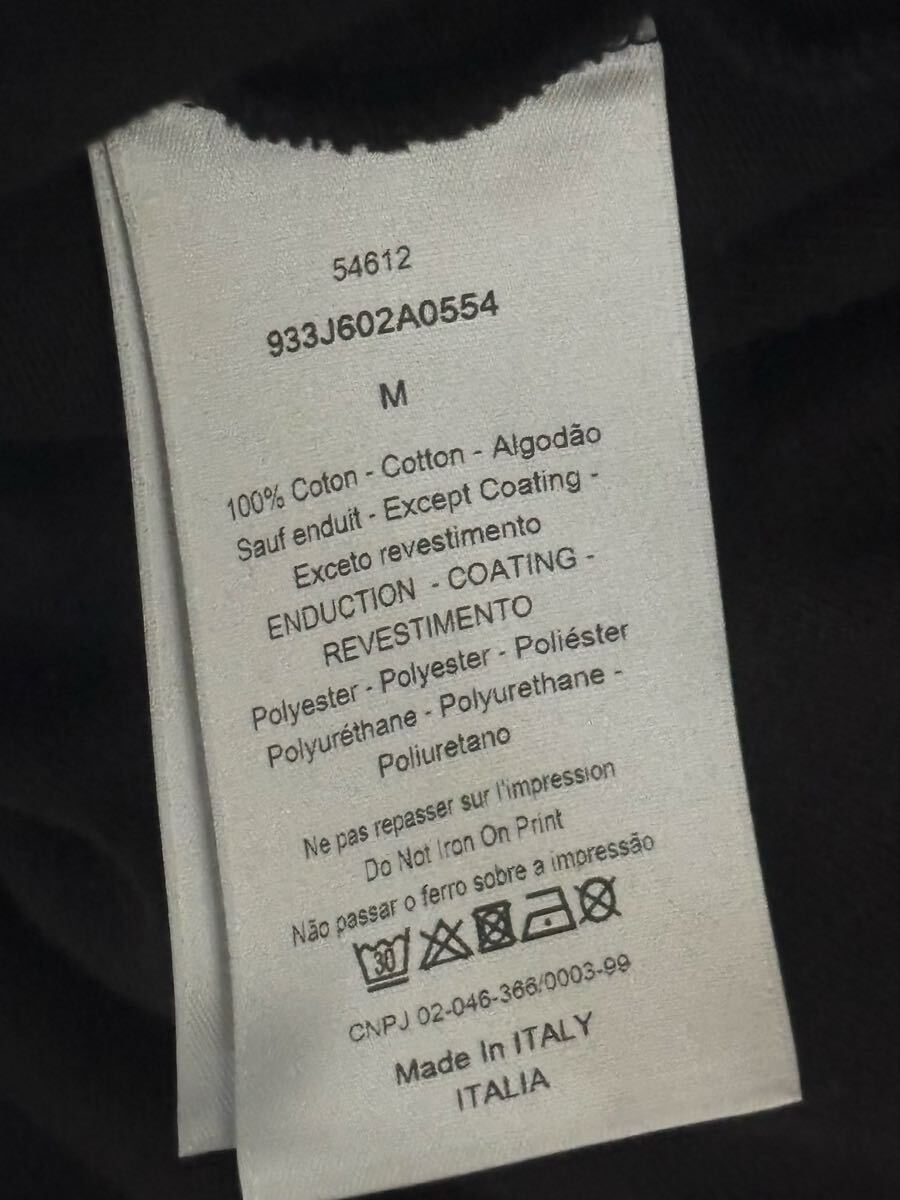 54612
933J602A0554
M
100% Coton - Cotton - Algodão
Sauf enduit - Except Coating -
Exceto revestimento
ENDUCTION - COATING -
REVESTIMENTO
Polyester - Polyester - Poliéster
Polyuréthane - Polyurethane -
Poliuretano
Ne pas repasser sur l'impression
Do Not Iron On Print
Não passar o ferro sobre a impressão
30
CNPJ 02-046-366/0003-99
Made In ITALY
ITALIA